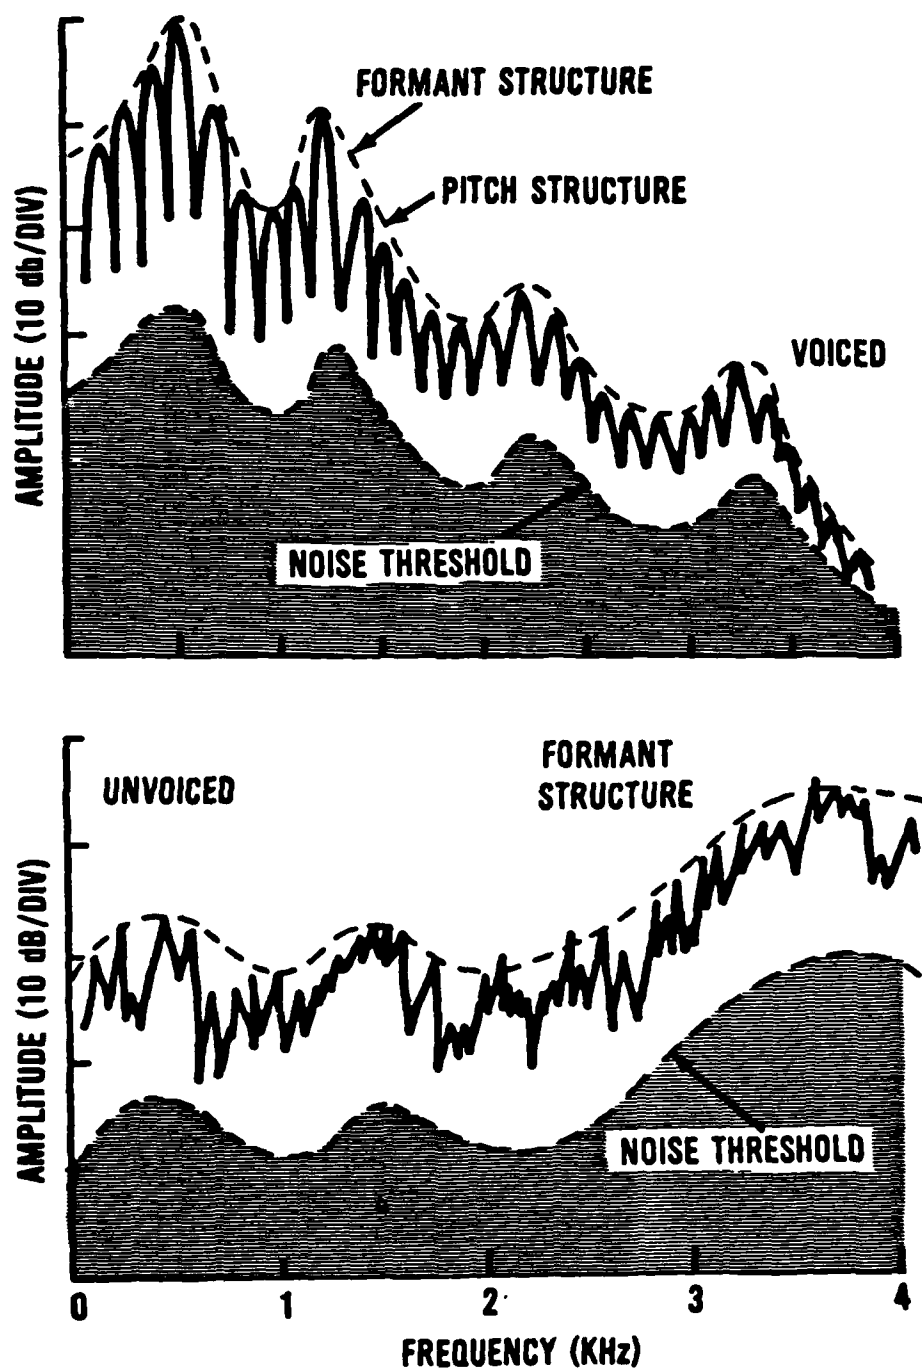 FORMANT STRUCTURE
PITCH STRUCTURE
AMPLITUDE (10 db/DIV)
VOICED
NOISE THRESHOLD
UNVOICED
FORMANT
STRUCTURE
AMPLITUDE (10 dB/DIV)
NOISE THRESHOLD
0 1 2 3 4
FREQUENCY (KHz)